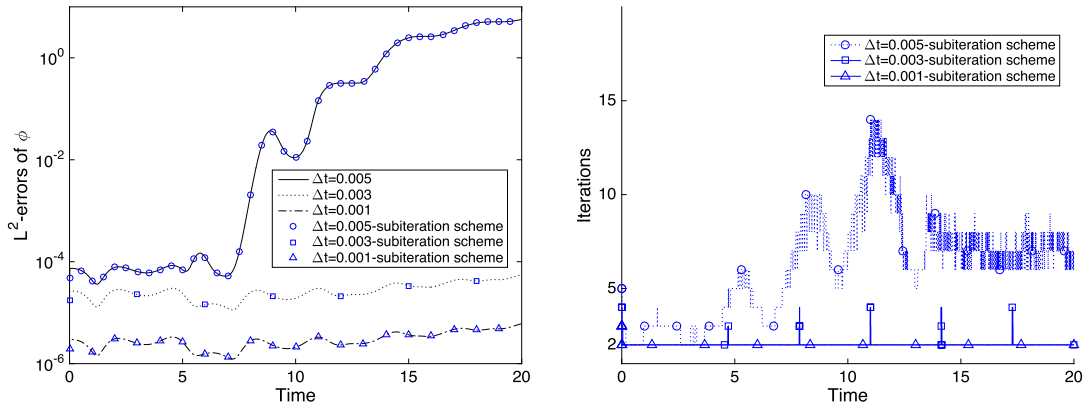 10^0
10^-2
10^-4
10^-6
L^2-errors of ϕ
Δt=0.005
Δt=0.003
Δt=0.001
Δt=0.005-subiteration scheme
Δt=0.003-subiteration scheme
Δt=0.001-subiteration scheme
0 5 10 15 20
Time
Δt=0.005-subiteration scheme
Δt=0.003-subiteration scheme
Δt=0.001-subiteration scheme
15
10
5
2
Iterations
0 5 10 15 20
Time